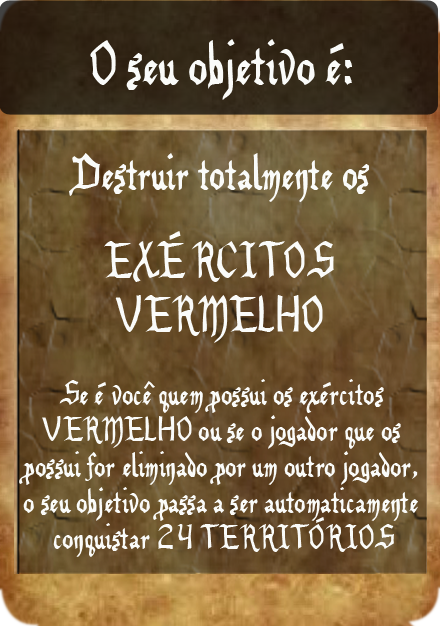 O seu objetivo é:
Destruir totalmente os
EXÉRCITOS
VERMELHO
Se é você quem possui os exércitos
VERMELHO ou se o jogador que os
possui for eliminado por um outro jogador,
o seu objetivo passa a ser automaticamente
conquistar 24 TERRITÓRIOS